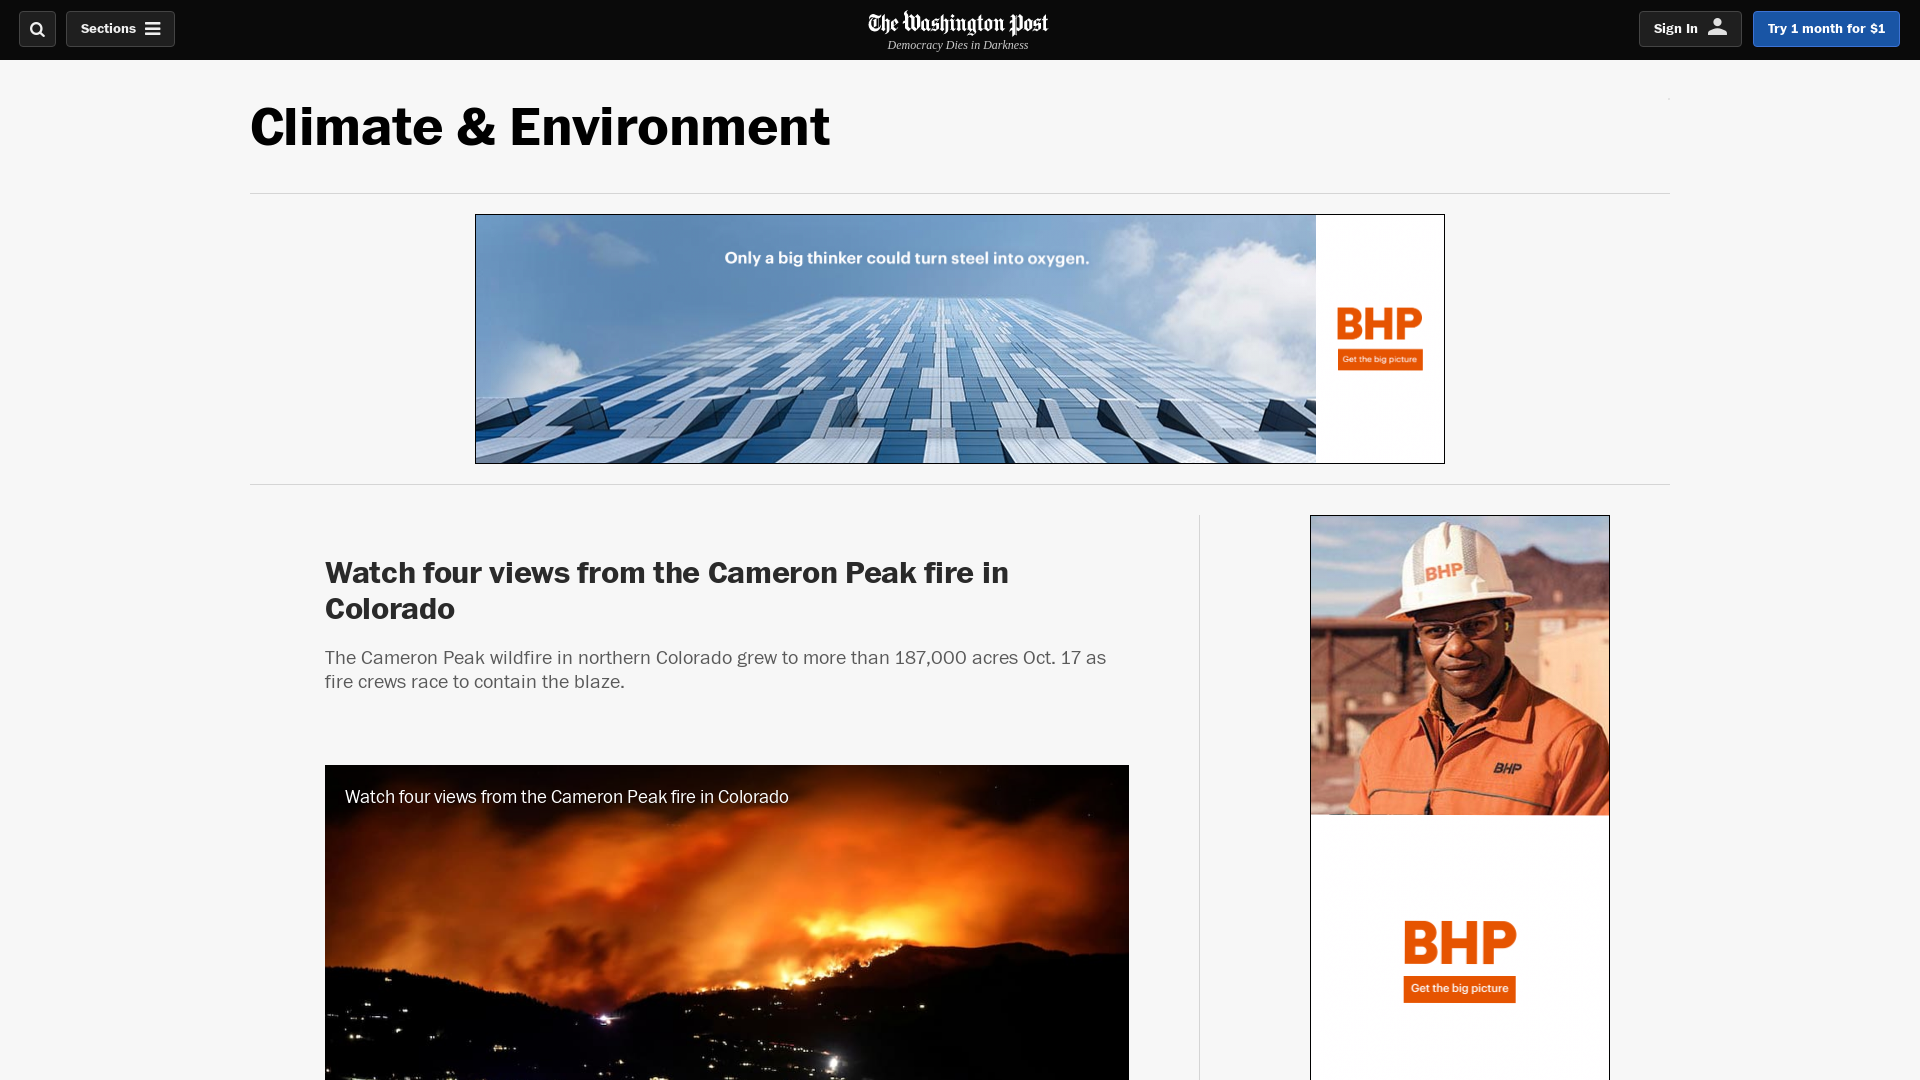 Sections
The Washington Post
Democracy Dies in Darkness
Sign In
Try 1 month for $1
Climate & Environment
Only a big thinker could turn steel into oxygen.
BHP
Get the big picture
Watch four views from the Cameron Peak fire in
Colorado
The Cameron Peak wildfire in northern Colorado grew to more than 187,000 acres Oct. 17 as
fire crews race to contain the blaze.
Watch four views from the Cameron Peak fire in Colorado
BHP
BHP
BHP
Get the big picture